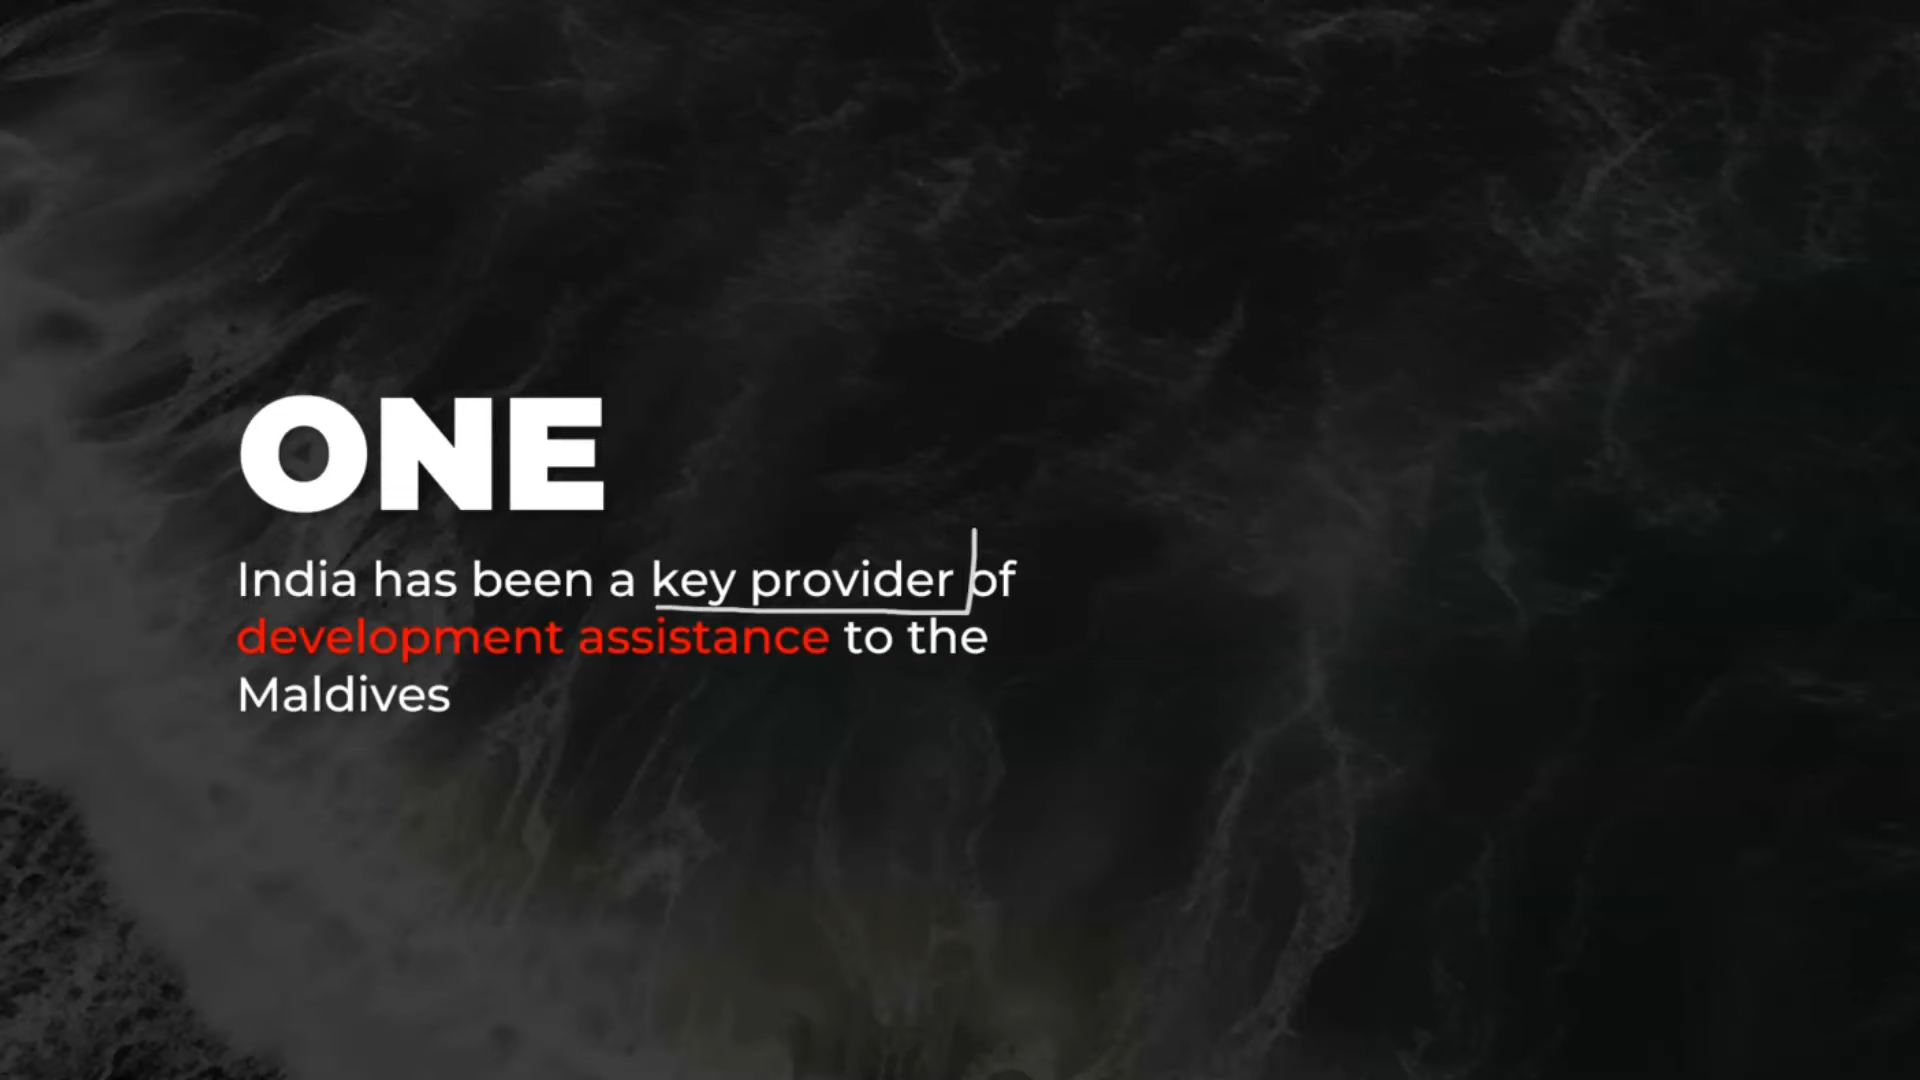 ONE
India has been a key provider of
development assistance to the
Maldives